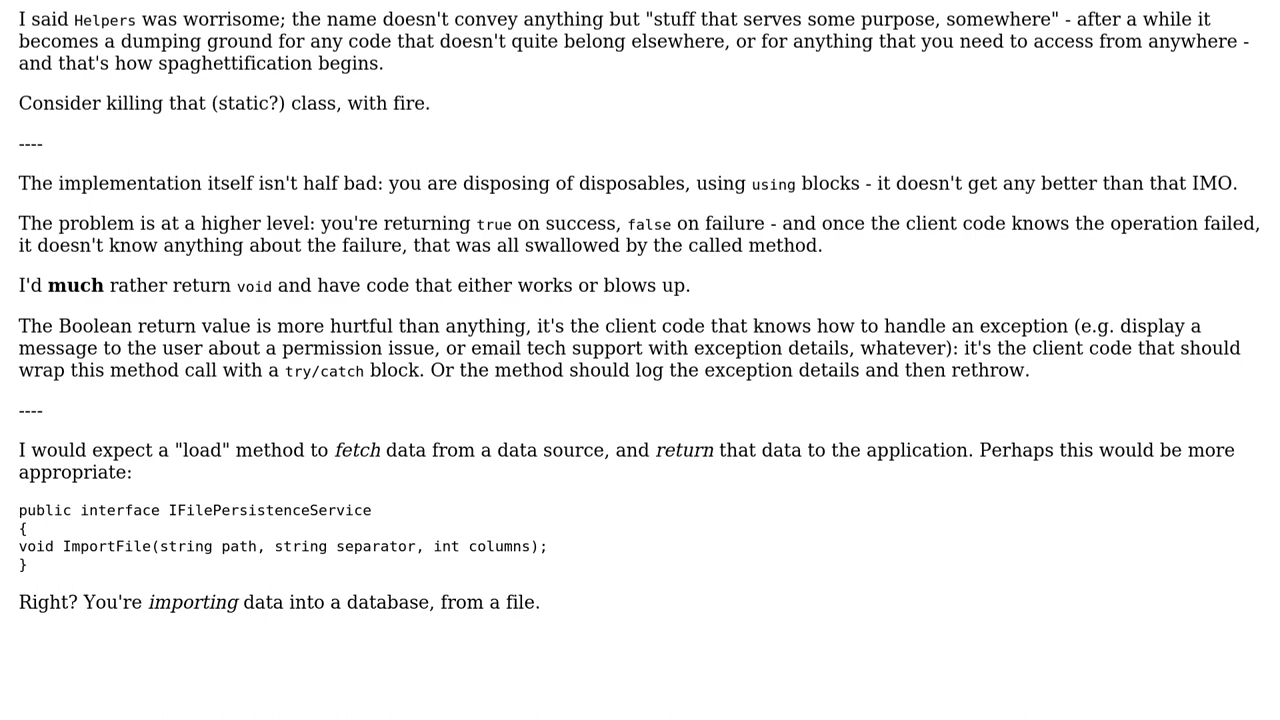 I said Helpers was worrisome; the name doesn't convey anything but "stuff that serves some purpose, somewhere" - after a while it
becomes a dumping ground for any code that doesn't quite belong elsewhere, or for anything that you need to access from anywhere -
and that's how spaghettification begins.
Consider killing that (static?) class, with fire.
----
The implementation itself isn't half bad: you are disposing of disposables, using using blocks - it doesn't get any better than that IMO.
The problem is at a higher level: you're returning true on success, false on failure - and once the client code knows the operation failed,
it doesn't know anything about the failure, that was all swallowed by the called method.
I'd much rather return void and have code that either works or blows up.
The Boolean return value is more hurtful than anything, it's the client code that knows how to handle an exception (e.g. display a
message to the user about a permission issue, or email tech support with exception details, whatever): it's the client code that should
wrap this method call with a try/catch block. Or the method should log the exception details and then rethrow.
----
I would expect a "load" method to fetch data from a data source, and return that data to the application. Perhaps this would be more
appropriate:
public interface IFilePersistenceService
{
void ImportFile(string path, string separator, int columns);
}
Right? You're importing data into a database, from a file.